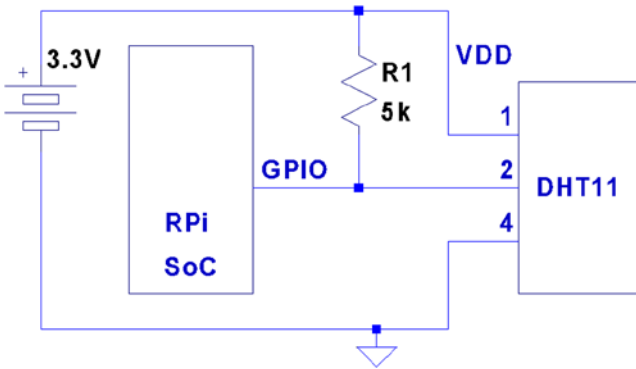 + 3.3V
R1
5k
VDD
1
GPIO
2
DHT11
4
RPi
SoC